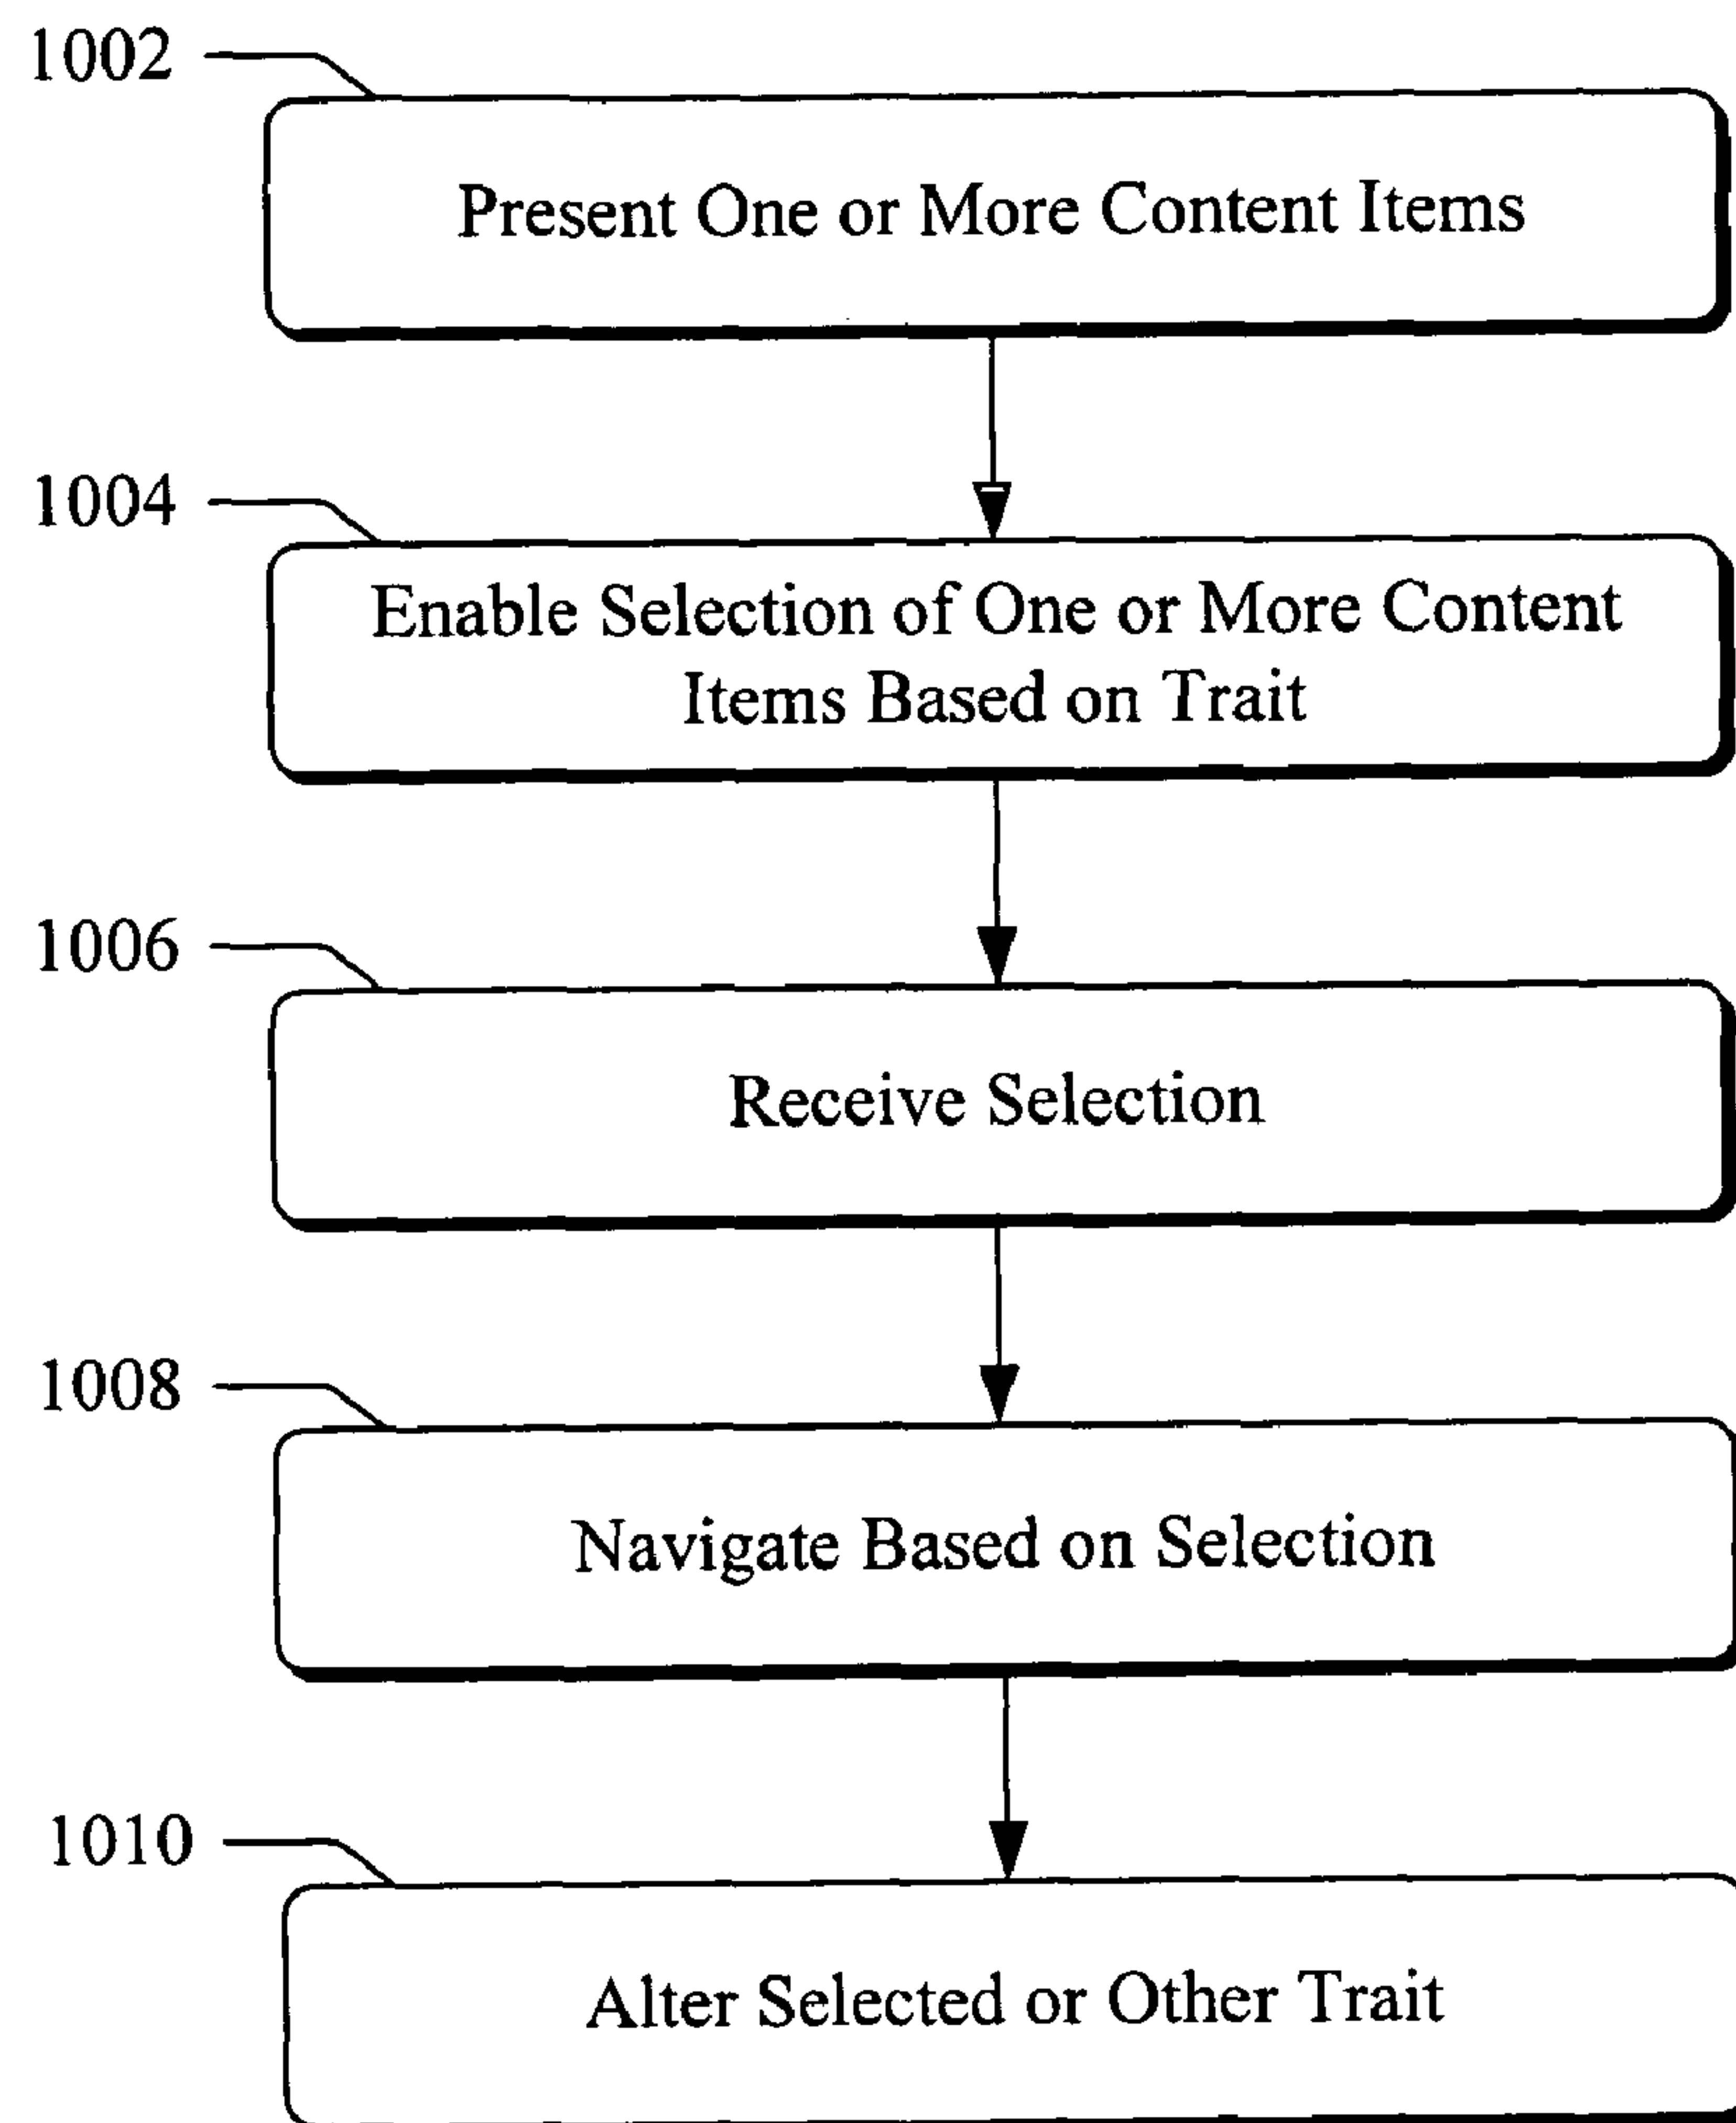 1002
Present One or More Content Items
1004
Enable Selection of One or More Content
Items Based on Trait
1006
Receive Selection
1008
Navigate Based on Selection
1010
Alter Selected or Other Trait